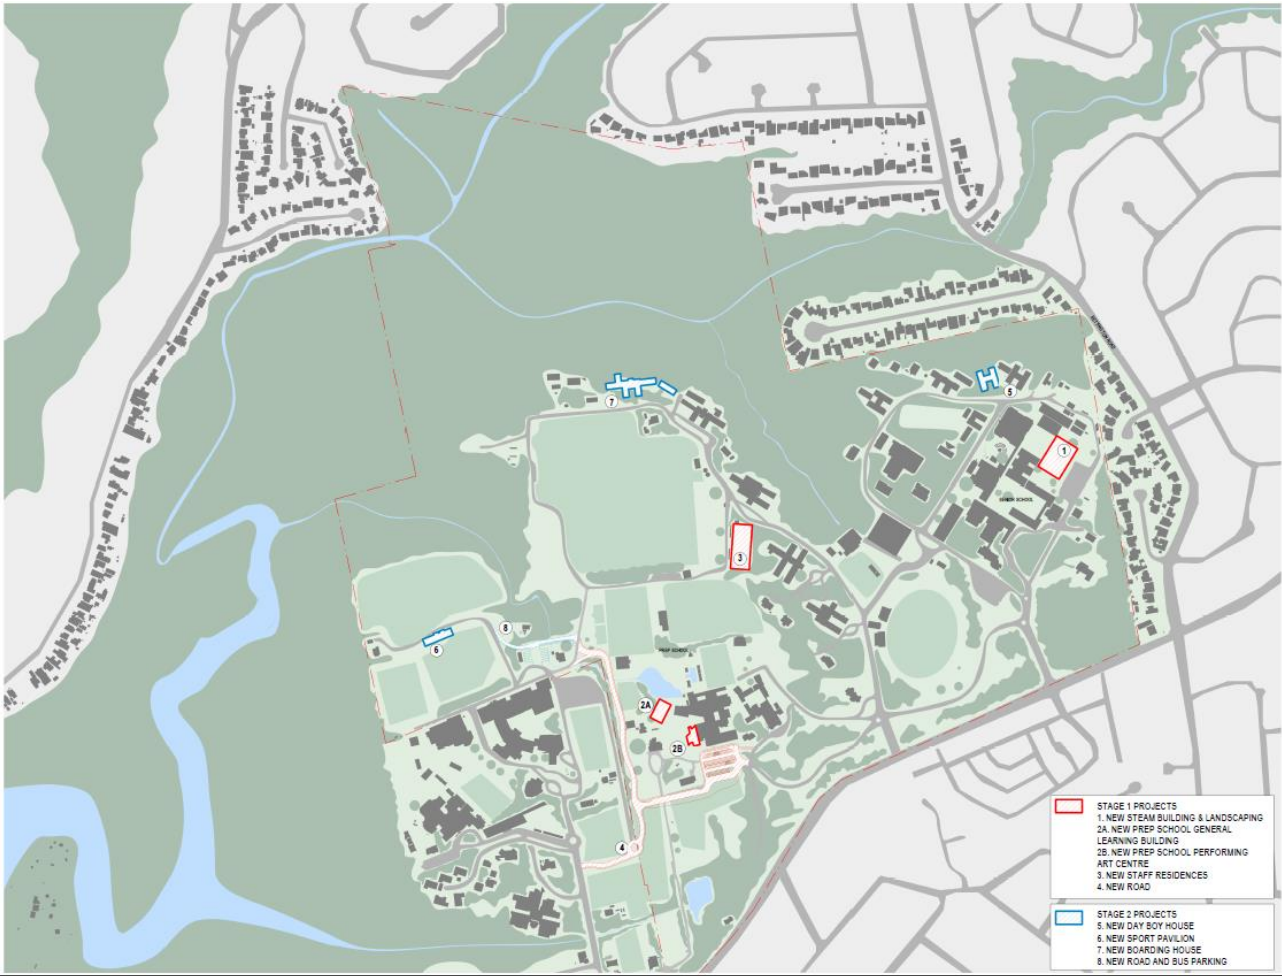 PENNINGTON ROAD
7
5
1
SENIOR SCHOOL
3
8
6
PREP SCHOOL
2A
2B
4
STAGE 1 PROJECTS
1. NEW STEAM BUILDING & LANDSCAPING
2A. NEW PREP SCHOOL GENERAL
LEARNING BUILDING
2B. NEW PREP SCHOOL PERFORMING
ART CENTRE
3. NEW STAFF RESIDENCES
4. NEW ROAD
STAGE 2 PROJECTS
5. NEW DAY BOY HOUSE
6. NEW SPORT PAVILION
7. NEW BOARDING HOUSE
8. NEW ROAD AND BUS PARKING